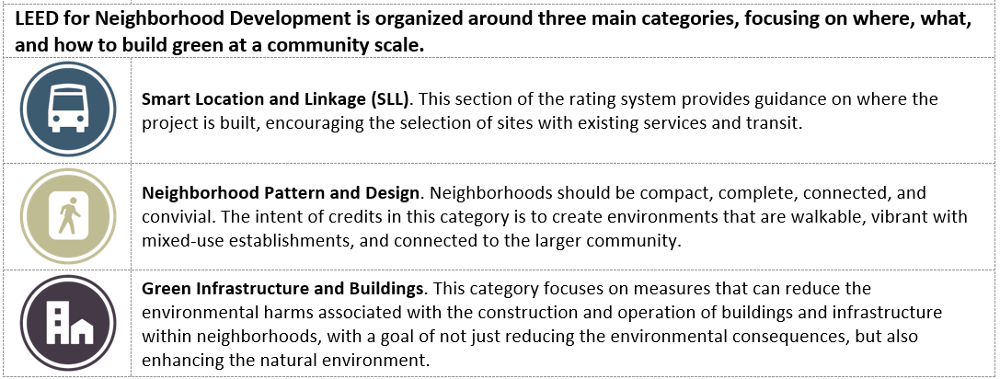 LEED for Neighborhood Development is organized around three main categories, focusing on where, what,
and how to build green at a community scale.
Smart Location and Linkage (SLL). This section of the rating system provides guidance on where the
project is built, encouraging the selection of sites with existing services and transit.
Neighborhood Pattern and Design. Neighborhoods should be compact, complete, connected, and
convivial. The intent of credits in this category is to create environments that are walkable, vibrant with
mixed-use establishments, and connected to the larger community.
Green Infrastructure and Buildings. This category focuses on measures that can reduce the
environmental harms associated with the construction and operation of buildings and infrastructure
within neighborhoods, with a goal of not just reducing the environmental consequences, but also
enhancing the natural environment.